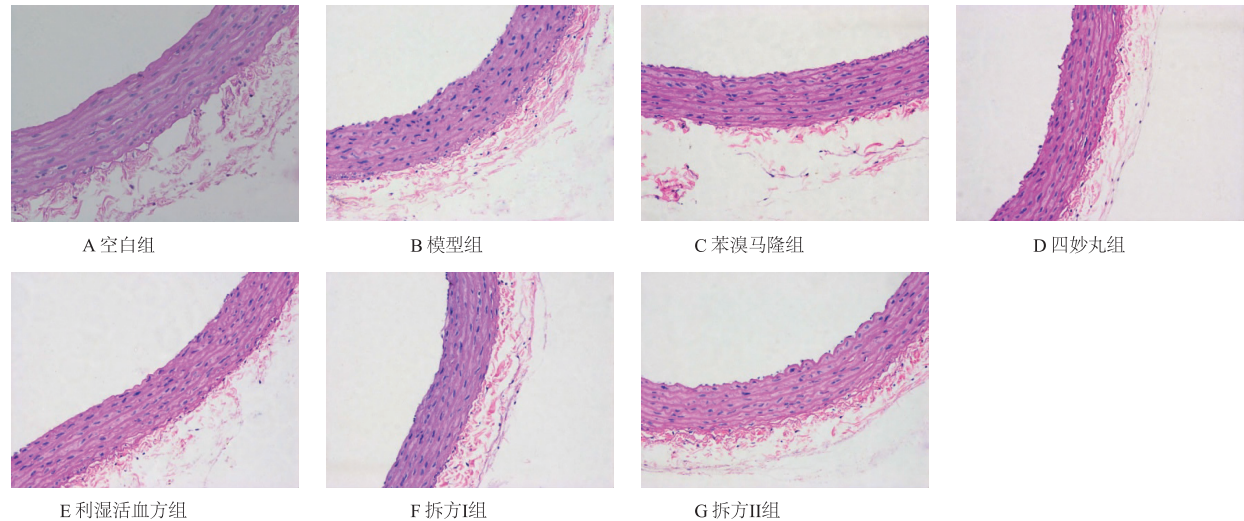 A 空白组
B 模型组
C 苯溴马隆组
D 四妙丸组
E 利湿活血方组
F 拆方I组
G 拆方II组